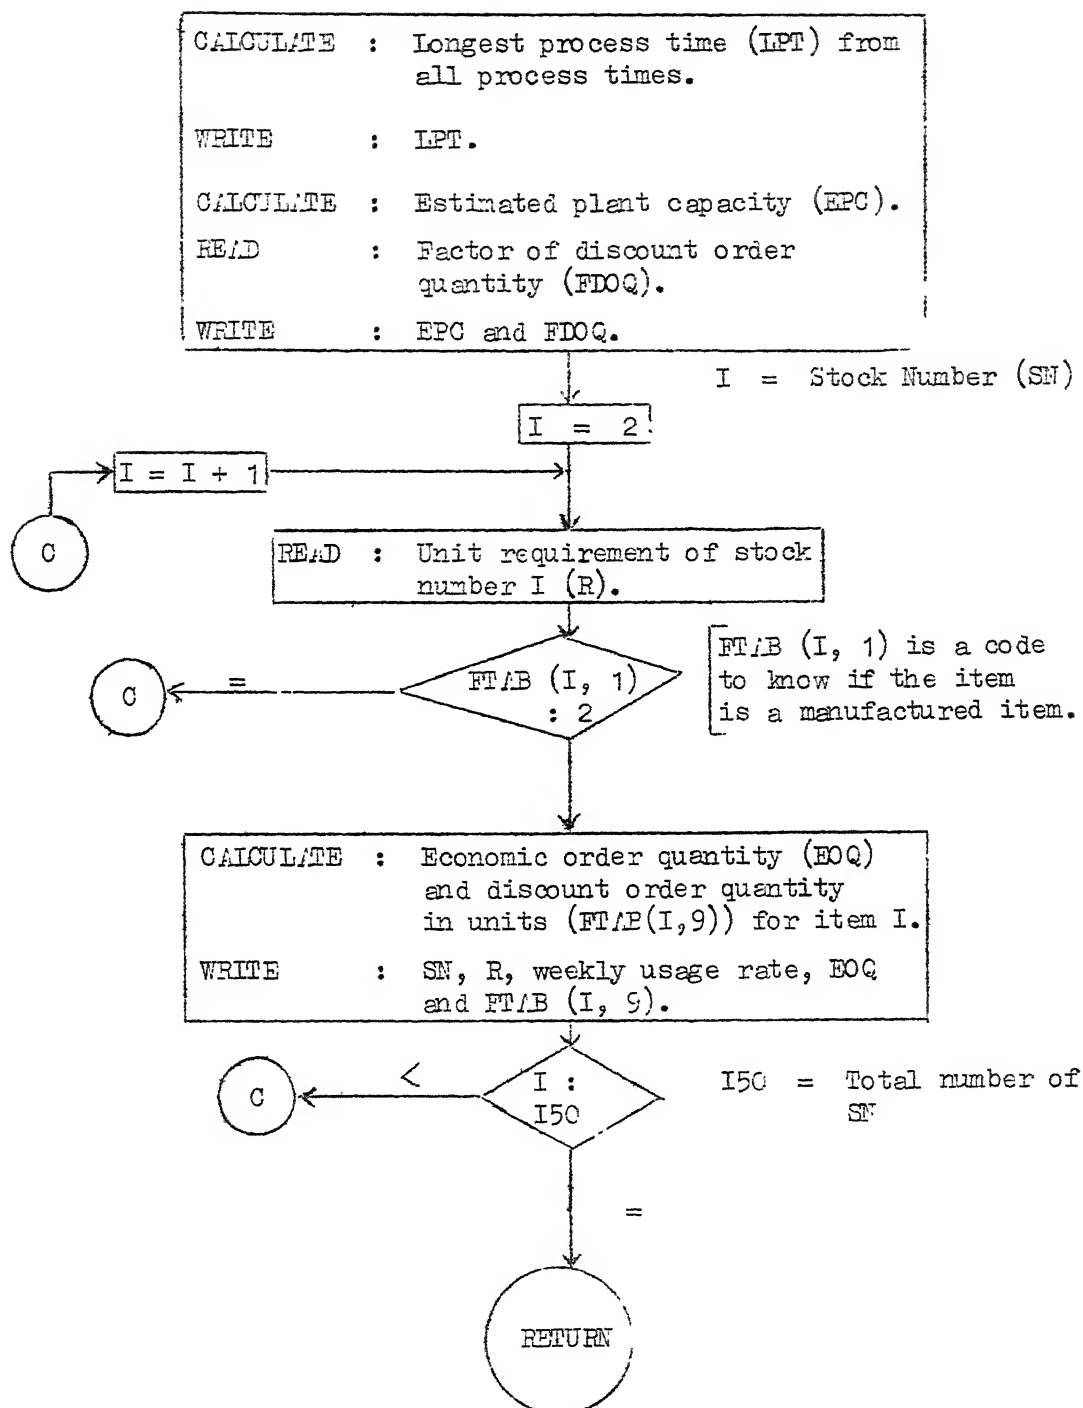 CALCULATE : Longest process time (LPT) from
all process times.
WRITE : LPT.
CALCULATE : Estimated plant capacity (EPC).
READ : Factor of discount order
quantity (FDOQ).
WRITE : EPC and FDOQ.
I = Stock Number (SN)
I = 2
I = I + 1
C
READ : Unit requirement of stock
number I (R).
FTAB (I, 1)
: 2
=
C
FTAB (I, 1) is a code
to know if the item
is a manufactured item.
CALCULATE : Economic order quantity (EOQ)
and discount order quantity
in units (FTAB(I,9)) for item I.
WRITE : SN, R, weekly usage rate, EOQ
and FTAB (I, 9).
C
<
I :
I50
I50 = Total number of
SN
=
RETURN